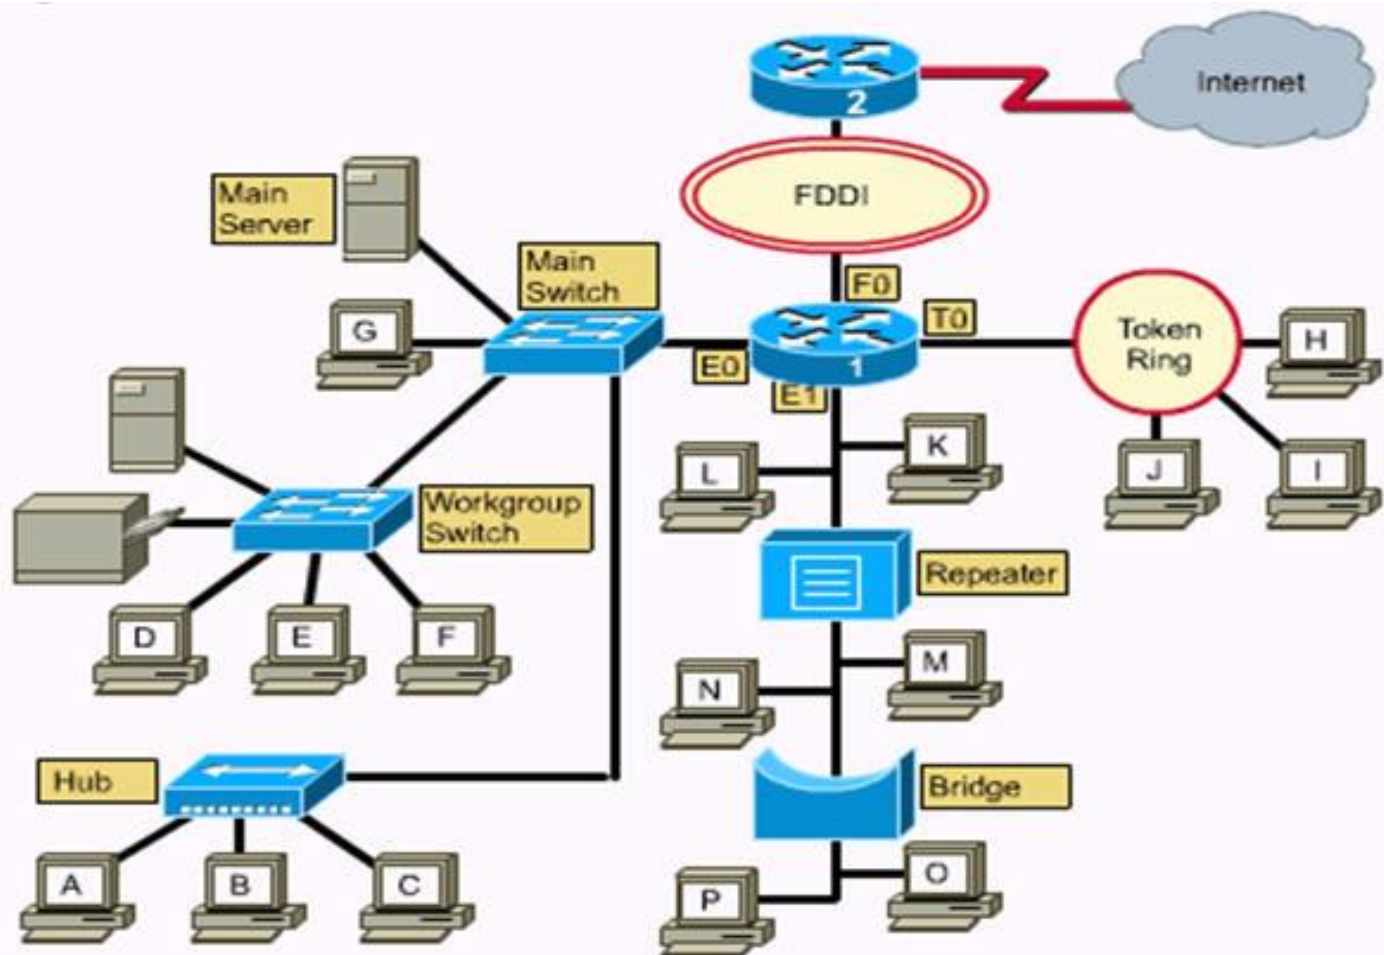 2
Internet
FDDI
Main
Server
Main
Switch
F0
T0
G
E0
1
E1
Token
Ring
H
L
K
J
I
Workgroup
Switch
Repeater
D
E
F
N
M
Hub
Bridge
A
B
C
P
O